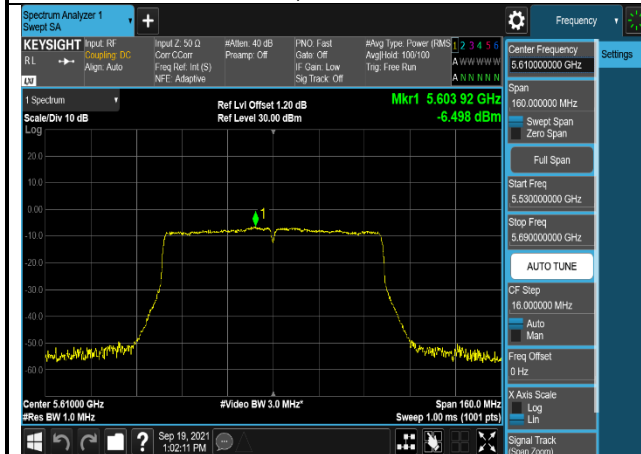 Spectrum Analyzer 1
Swept SA
+
Frequency
KEYSIGHT
RL
Input: RF
Coupling: DC
Align: Auto
Input Z: 50 Ω
Corr CCorr
Freq Ref: Int (S)
NFE: Adaptive
#Atten: 40 dB
Preamp: Off
PNO: Fast
Gate: Off
IF Gain: Low
Sig Track: Off
#Avg Type: Power (RMS
Avg|Hold: 100/100
Trig: Free Run
1 2 3 4 5 6
A W W W W W
A N N N N N
1 Spectrum
Scale/Div 10 dB
Log
Ref Lvl Offset 1.20 dB
Ref Level 30.00 dBm
Mkr1 5.603 92 GHz
-6.498 dBm
20.0
10.0
0.00
-10.0
-20.0
-30.0
-40.0
-50.0
-60.0
1
Center 5.61000 GHz
#Res BW 1.0 MHz
#Video BW 3.0 MHz*
Span 160.0 MHz
Sweep 1.00 ms (1001 pts)
Sep 19, 2021
1:02:11 PM
?
Settings
Center Frequency
5.610000000 GHz
Span
160.000000 MHz
Swept Span
Zero Span
Full Span
Start Freq
5.530000000 GHz
Stop Freq
5.690000000 GHz
AUTO TUNE
CF Step
16.000000 MHz
Auto
Man
Freq Offset
0 Hz
X Axis Scale
Log
Lin
Signal Track
(Span Zoom)